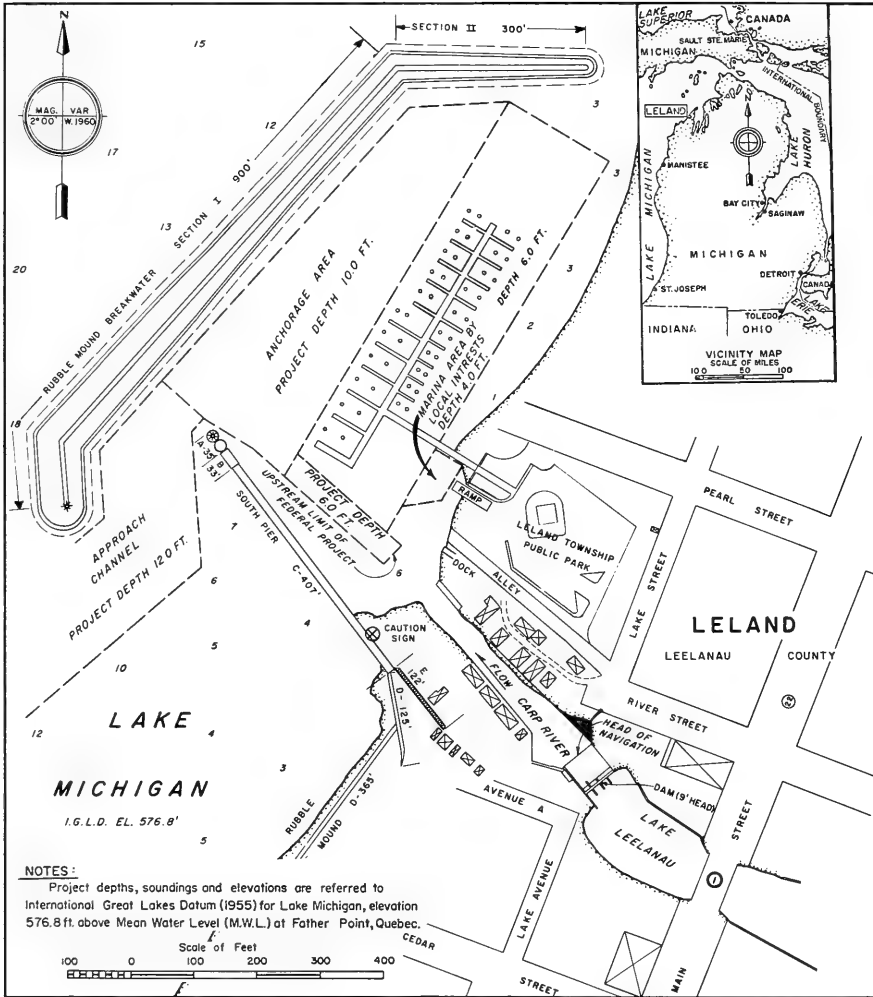 SECTION II 300'
N
MAG. VAR
2° 00' W. 1960
15
12
17
13
20
18
3
3
3
2
1
SECTION I 900'
RUBBLE MOUND BREAKWATER
ANCHORAGE AREA
PROJECT DEPTH 10.0 FT.
DEPTH 6.0 FT.
MARINA AREA BY
LOCAL INTRESTS
DEPTH 4.0 FT.
PROJECT DEPTH
6.0 FT.
UPSTREAM LIMIT OF
FEDERAL PROJECT
A-35'
B
33'
SOUTH PIER
C-407'
APPROACH
CHANNEL
PROJECT DEPTH 12.0 FT.
7
6
5
4
10
12
4
3
5
6
CAUTION
SIGN
E
122'
D-125'
RUBBLE
MOUND D-365'
RAMP
DOCK
ALLEY
LELAND TOWNSHIP
PUBLIC PARK
PEARL STREET
LAKE STREET
LELAND
LEELANAU COUNTY
22
RIVER STREET
FLOW
CARP RIVER
HEAD OF
NAVIGATION
DAM (9' HEAD)
LAKE
LEELANAU
AVENUE A
LAKE AVENUE
CEDAR
STREET
MAIN
STREET
1
LAKE
MICHIGAN
I.G.L.D. EL. 576.8'
NOTES:
Project depths, soundings and elevations are referred to
International Great Lakes Datum (1955) for Lake Michigan, elevation
576.8 ft. above Mean Water Level (M.W.L.) at Father Point, Quebec.
Scale of Feet
100 0 100 200 300 400
LAKE
SUPERIOR
CANADA
SAULT STE. MARIE
MICHIGAN
INTERNATIONAL
BOUNDARY
LELAND
N
LAKE
HURON
MANISTEE
LAKE MICHIGAN
BAY CITY
SAGINAW
MICHIGAN
DETROIT
CANADA
ST. JOSEPH
LAKE
ERIE
TOLEDO
INDIANA
OHIO
VICINITY MAP
SCALE OF MILES
100 50 100